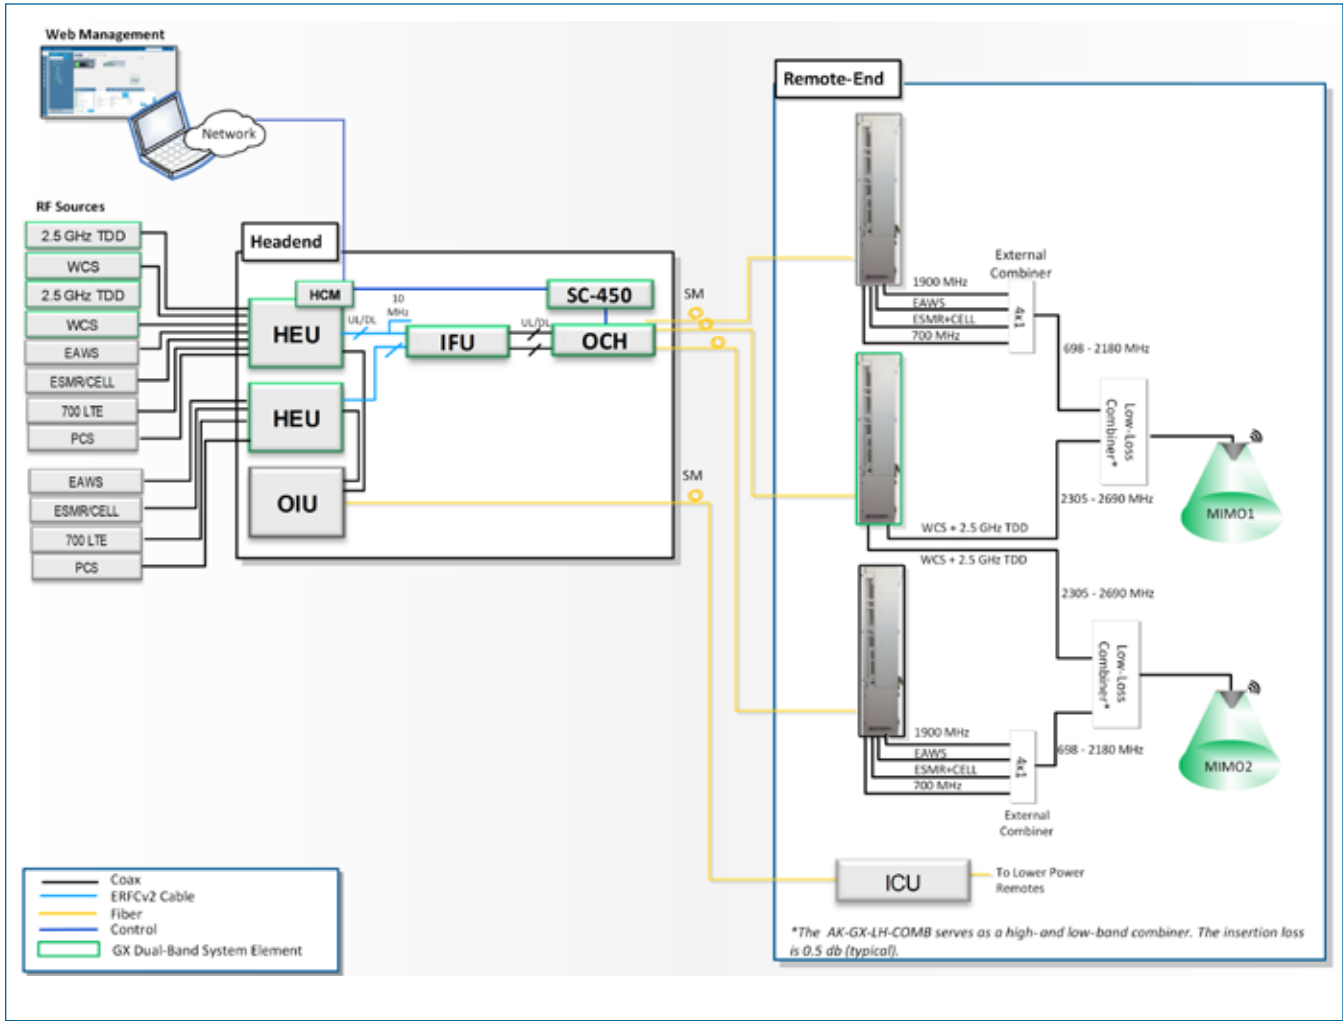 Web Management
Network
RF Sources
2.5 GHz TDD
WCS
2.5 GHz TDD
WCS
EAWS
ESMR/CELL
700 LTE
PCS
EAWS
ESMR/CELL
700 LTE
PCS
Headend
HCM
HEU
UL/DL
10
MHz
IFU
UL/DL
SC-450
OCH
HEU
OIU
SM
SM
Remote-End
1900 MHz
EAWS
ESMR+CELL
700 MHz
External
Combiner
4x1
698 - 2180 MHz
Low-Loss
Combiner*
2305 - 2690 MHz
MIMO1
WCS + 2.5 GHz TDD
WCS + 2.5 GHz TDD
2305 - 2690 MHz
Low-Loss
Combiner*
698 - 2180 MHz
MIMO2
1900 MHz
EAWS
ESMR+CELL
700 MHz
4x1
External
Combiner
ICU
To Lower Power
Remotes
*The AK-GX-LH-COMB serves as a high-and low-band combiner. The insertion loss
is 0.5 db (typical).
Coax
ERFCv2 Cable
Fiber
Control
GX Dual-Band System Element